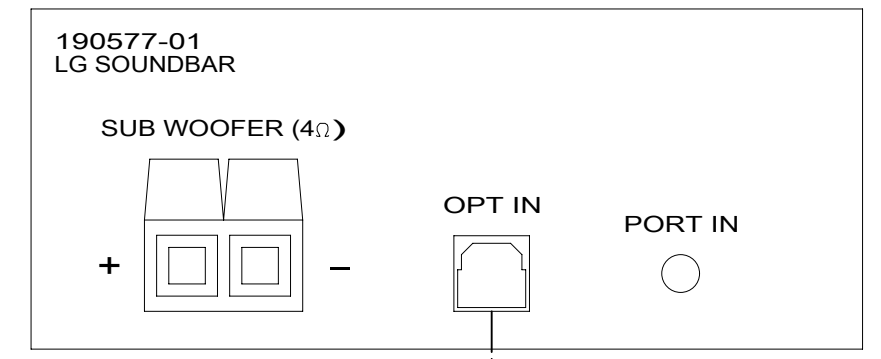 190577-01
LG SOUNDBAR
SUB WOOFER (4Ω)
OPT IN
PORT IN
+
–